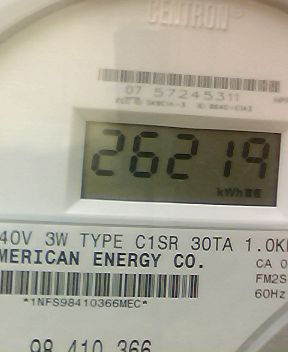 CENTRON®
07 57245311
26219
kWh
40V 3W TYPE C1SR 30TA 1.0K
MERICAN ENERGY CO.
CA 0
FM2S
60Hz
*1NFS98410366MEC*
98 410 366